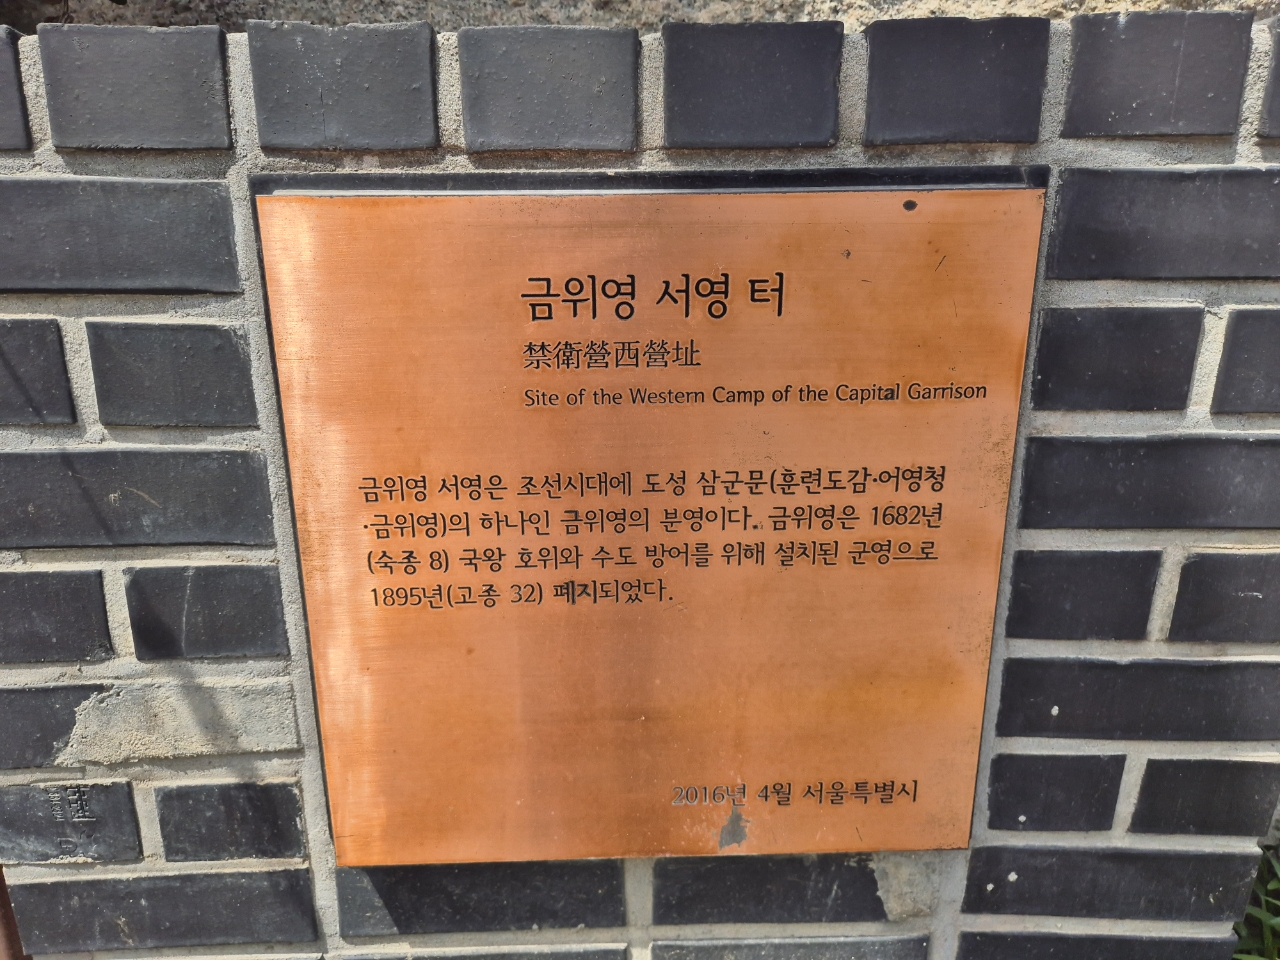 금위영 서영 터
禁衛營西營址
Site of the Western Camp of the Capital Garrison
금위영 서영은 조선시대에 도성 삼군문(훈련도감·어영청
·금위영)의 하나인 금위영의 분영이다. 금위영은 1682년
(숙종 8) 국왕 호위와 수도 방어를 위해 설치된 군영으로
1895년(고종 32) 폐지되었다.
2016년 4월 서울특별시